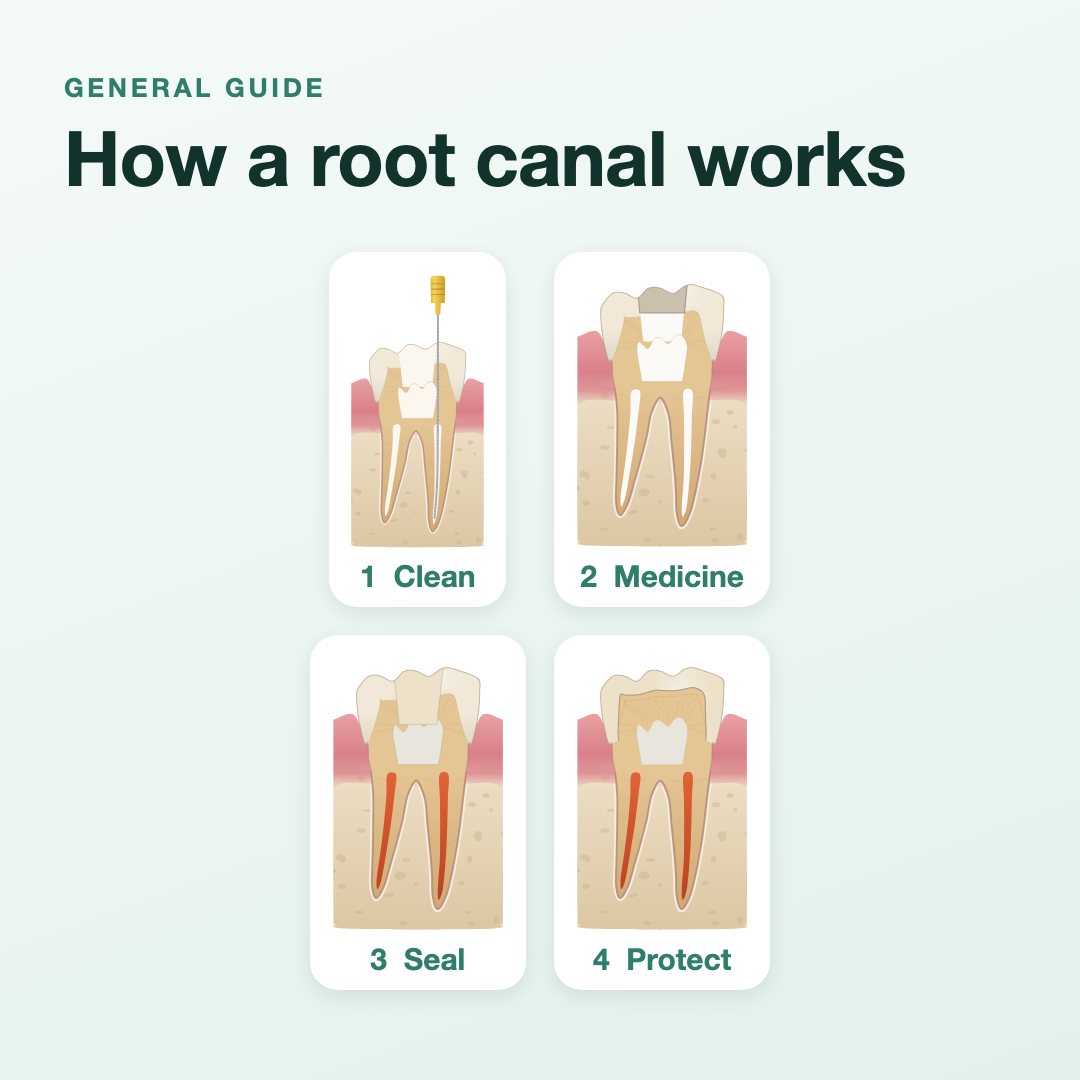 GENERAL GUIDE
How a root canal works
1 Clean
2 Medicine
3 Seal
4 Protect